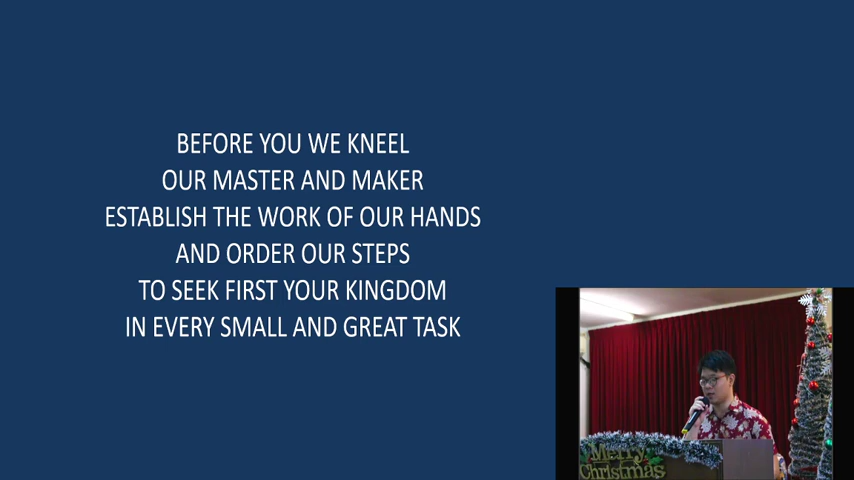 BEFORE YOU WE KNEEL
OUR MASTER AND MAKER
ESTABLISH THE WORK OF OUR HANDS
AND ORDER OUR STEPS
TO SEEK FIRST YOUR KINGDOM
IN EVERY SMALL AND GREAT TASK
Merry
Christmas